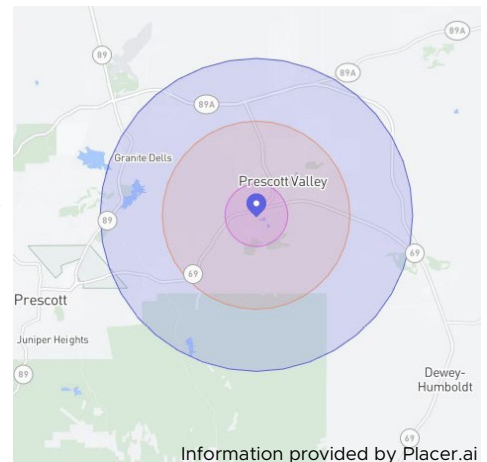 89
89A
89A
Granite Dells
Prescott Valley
89
69
69
Prescott
Juniper Heights
89
Dewey-
Humboldt
69
Information provided by Placer.ai